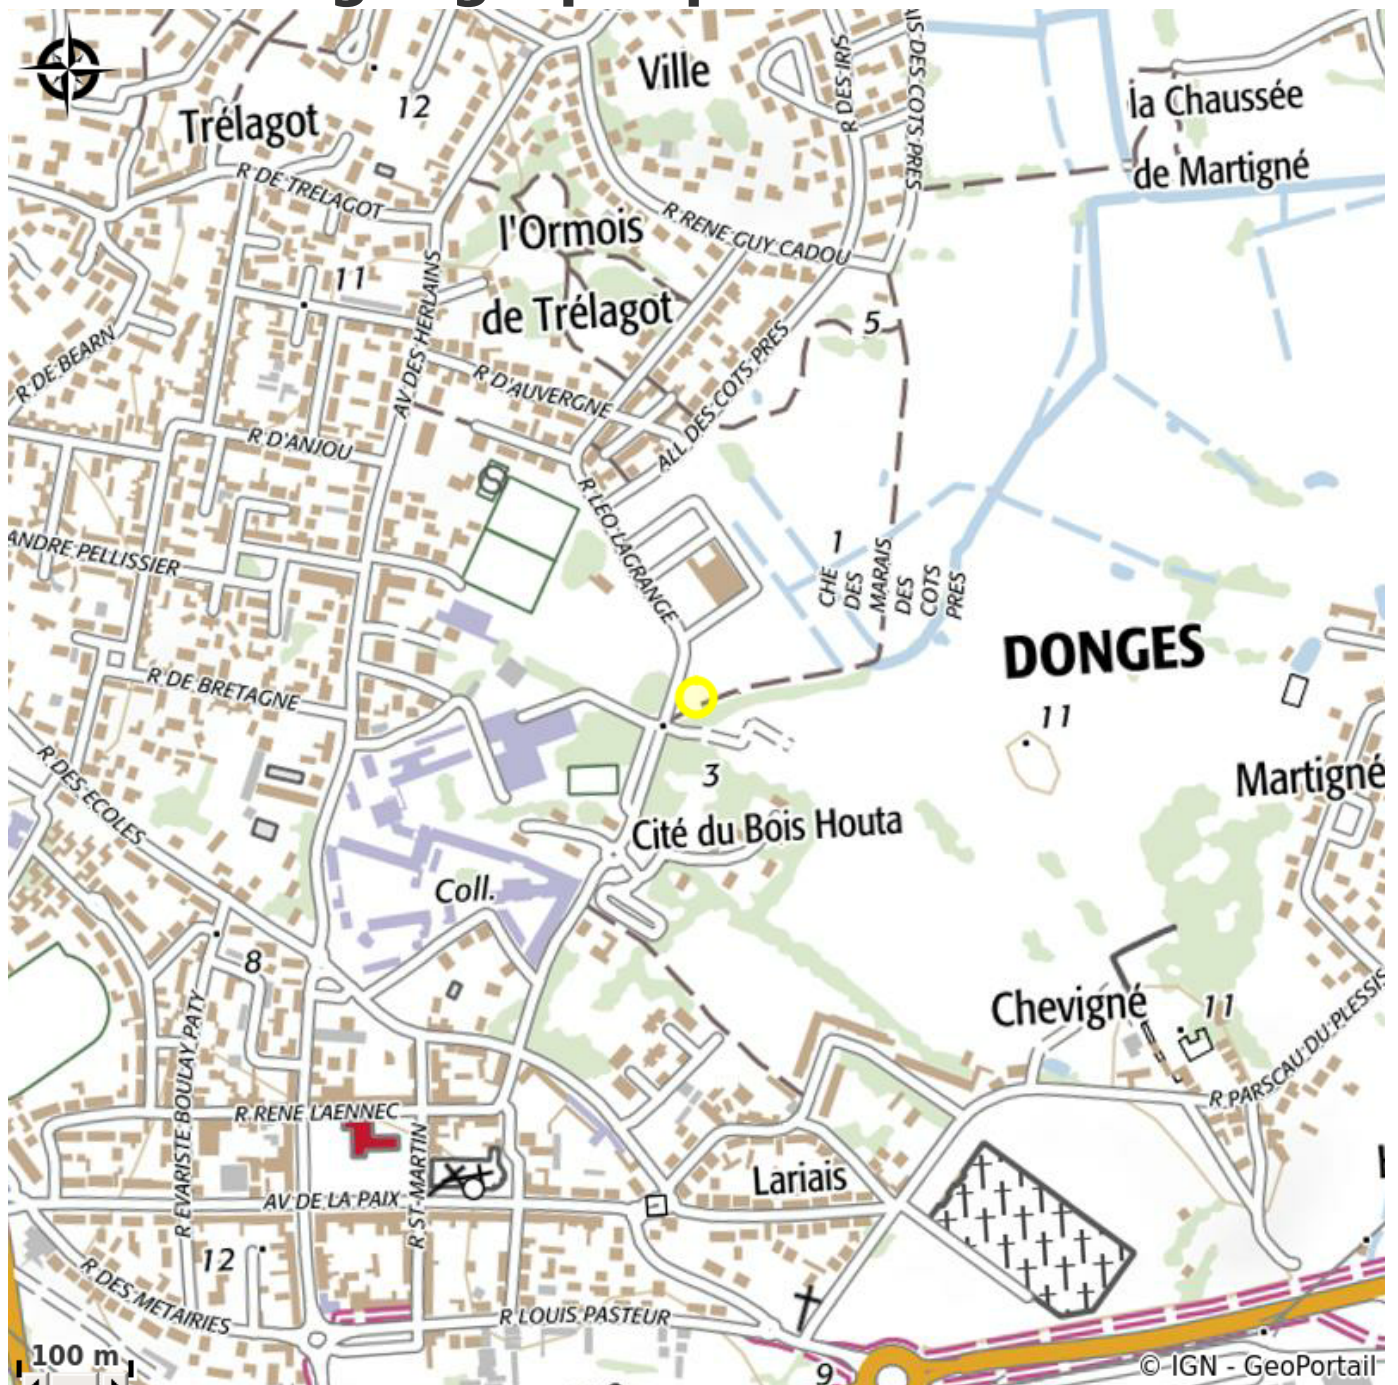 Ville
R DES IRIS
la Chaussée
de Martigné
12
Trélagot
R DE TRELAGOT
R RENE GUY CADOU
l'Ormois
de Trélagot
11
AV DES HERLAINS
5
R DE BEARN
R D'AUVERGNE
ALL DES COTS PRES
R D'ANJOU
R LEO LAGRANGE
ANDRE PELLISSIER
1
CHE
DES
MARAIS
DES
COTS
PRES
DONGES
11
R DE BRETAGNE
3
Martigné
R DES ECOLES
Cité du Bois Houta
Coll.
8
Chevigné
11
R EVARISTE BOULAY PATY
R PARSCAU DU PLESSIS
R RENE LAENNEC
R ST-MARTIN
Lariais
AV DE LA PAIX
12
R DES METAIRIES
R LOUIS PASTEUR
100 m
9
© IGN - GeoPortail